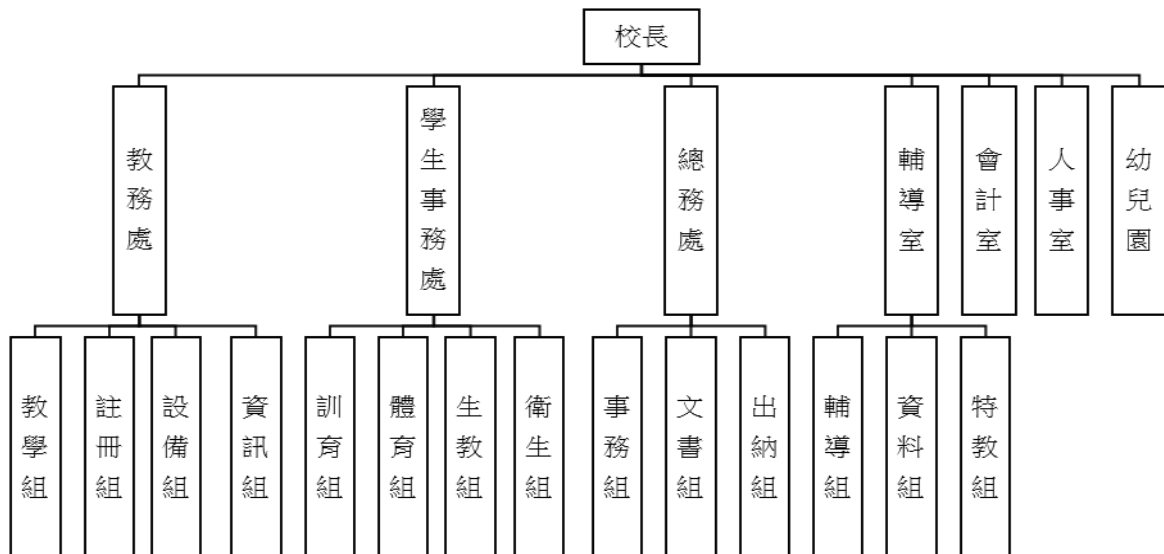 校長
教務處
學生事務處
總務處
輔導室
會計室
人事室
幼兒園
教學組
註冊組
設備組
資訊組
訓育組
體育組
生教組
衛生組
事務組
文書組
出納組
輔導組
資料組
特教組